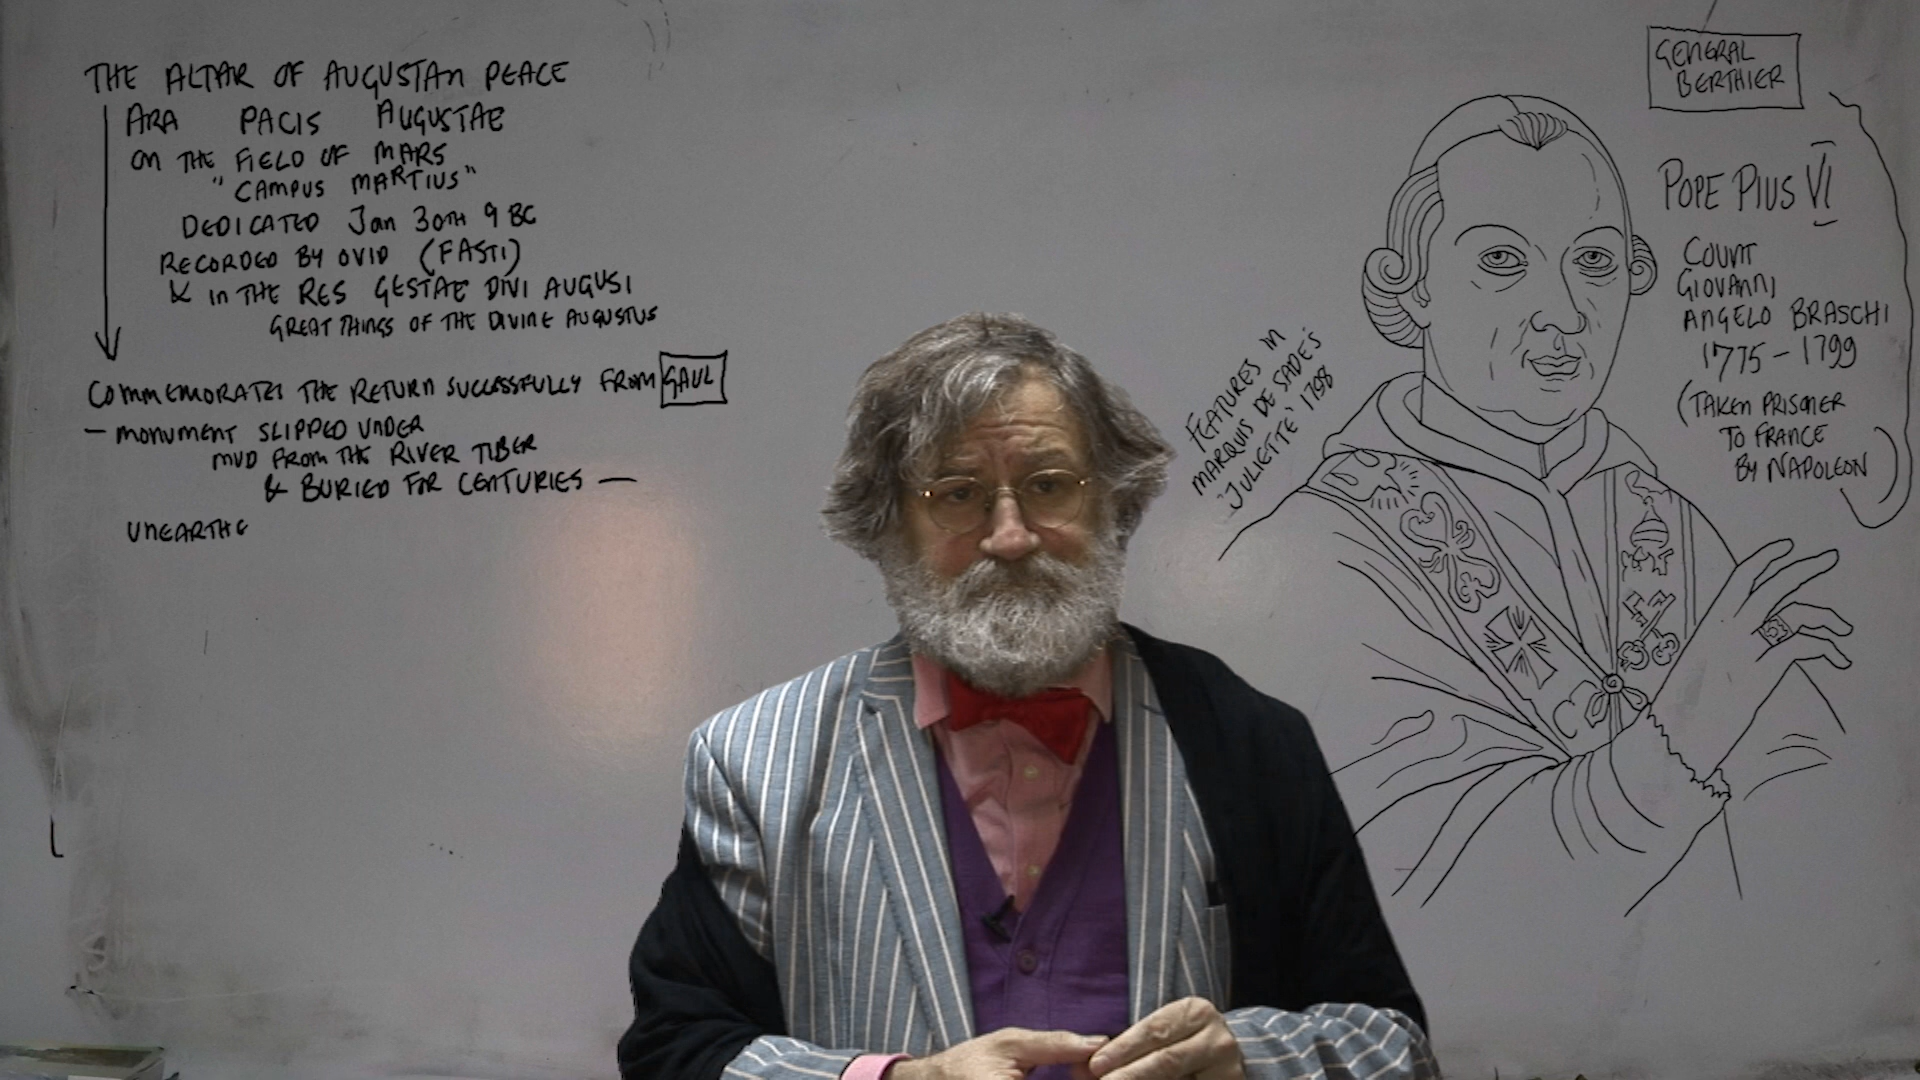 THE ALTAR OF AUGUSTAN PEACE
ARA PACIS AUGUSTAE
ON THE FIELD OF MARS
"CAMPUS MARTIUS"
DEDICATED Jan 30TH 9 BC
RECORDED BY OVID (FASTI)
& IN THE RES GESTAE DIVI AUGUSI
GREAT THINGS OF THE DIVINE AUGUSTUS
COMMEMORATES THE RETURN SUCCESSFULLY FROM GAUL
- MONUMENT SLIPPED UNDER
MUD FROM THE RIVER TIBER
& BURIED FOR CENTURIES -
UNEARTHE
GENERAL
BERTHIER
POPE PIUS VI
COUNT
GIOVANNI
ANGELO BRASCHI
1775 - 1799
(TAKEN PRISONER
TO FRANCE
BY NAPOLEON
FEATURES IN
MARQUIS DE SADE'S
'JULIETTE' 1798